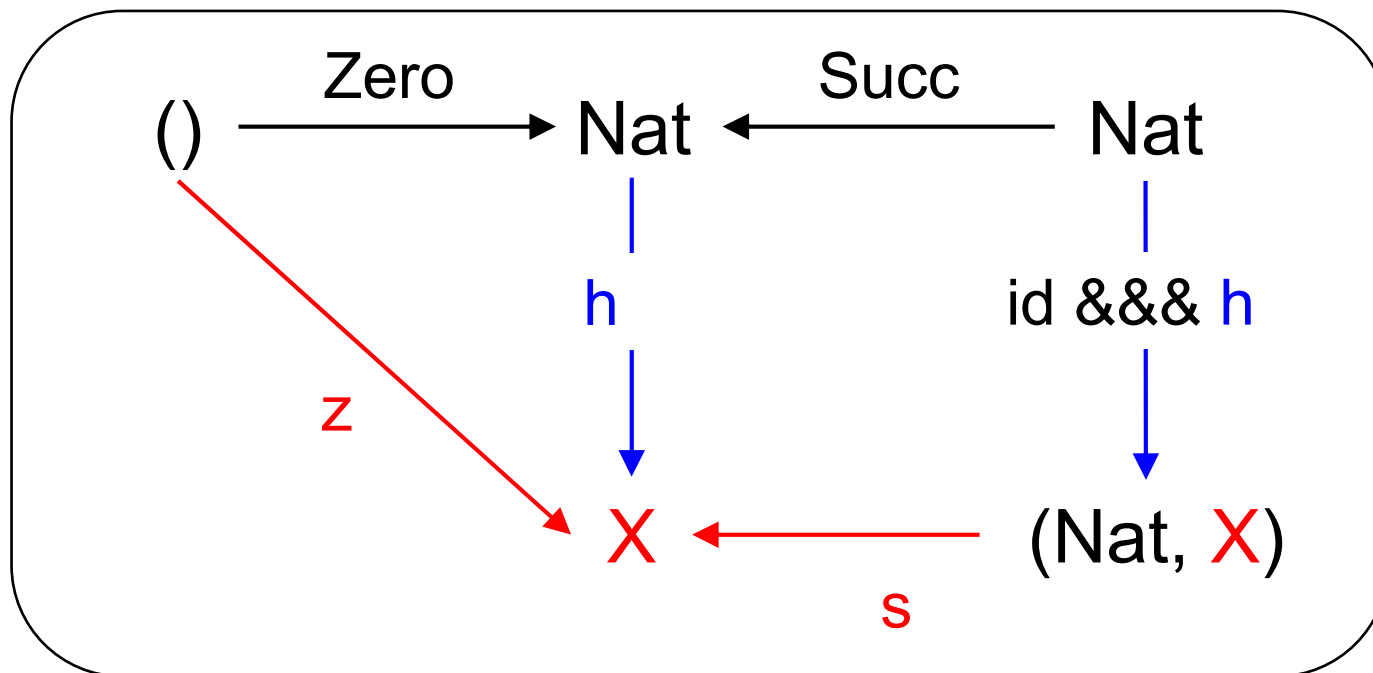 Zero Succ
() Nat Nat
h id &&& h
z
X (Nat, X)
s